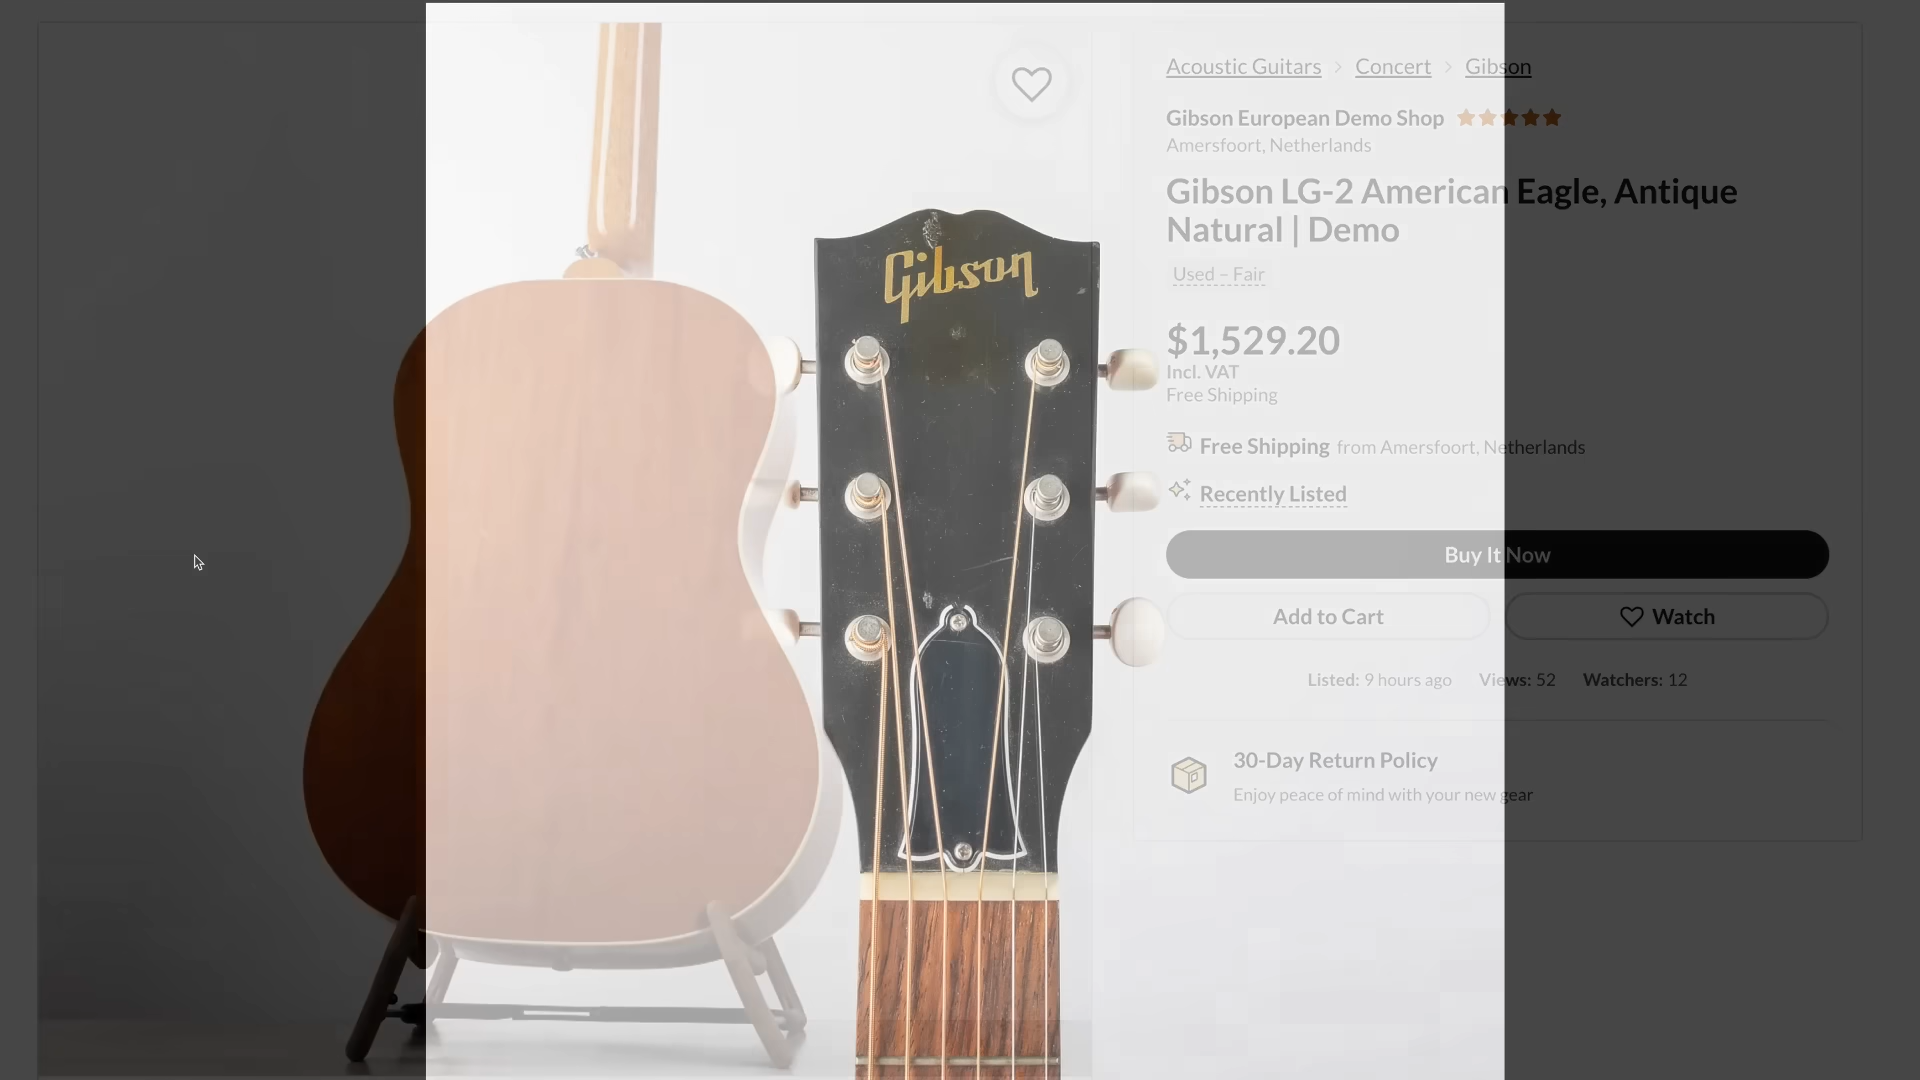 Acoustic Guitars > Concert > Gibson
Gibson European Demo Shop
Amersfoort, Netherlands
Gibson LG-2 American Eagle, Antique
Natural | Demo
Used – Fair
$1,529.20
Incl. VAT
Free Shipping
Free Shipping from Amersfoort, Netherlands
Recently Listed
Buy It Now
Add to Cart
Watch
Listed: 9 hours ago Views: 52 Watchers: 12
30-Day Return Policy
Enjoy peace of mind with your new gear
Gibson